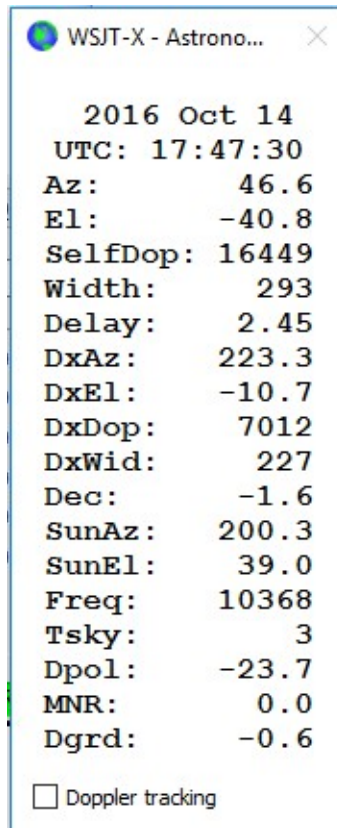 WSJT-X - Astrono...
2016 Oct 14
UTC: 17:47:30
Az: 46.6
El: -40.8
SelfDop: 16449
Width: 293
Delay: 2.45
DxAz: 223.3
DxEl: -10.7
DxDop: 7012
DxWid: 227
Dec: -1.6
SunAz: 200.3
SunEl: 39.0
Freq: 10368
Tsky: 3
Dpol: -23.7
MNR: 0.0
Dgrd: -0.6
Doppler tracking